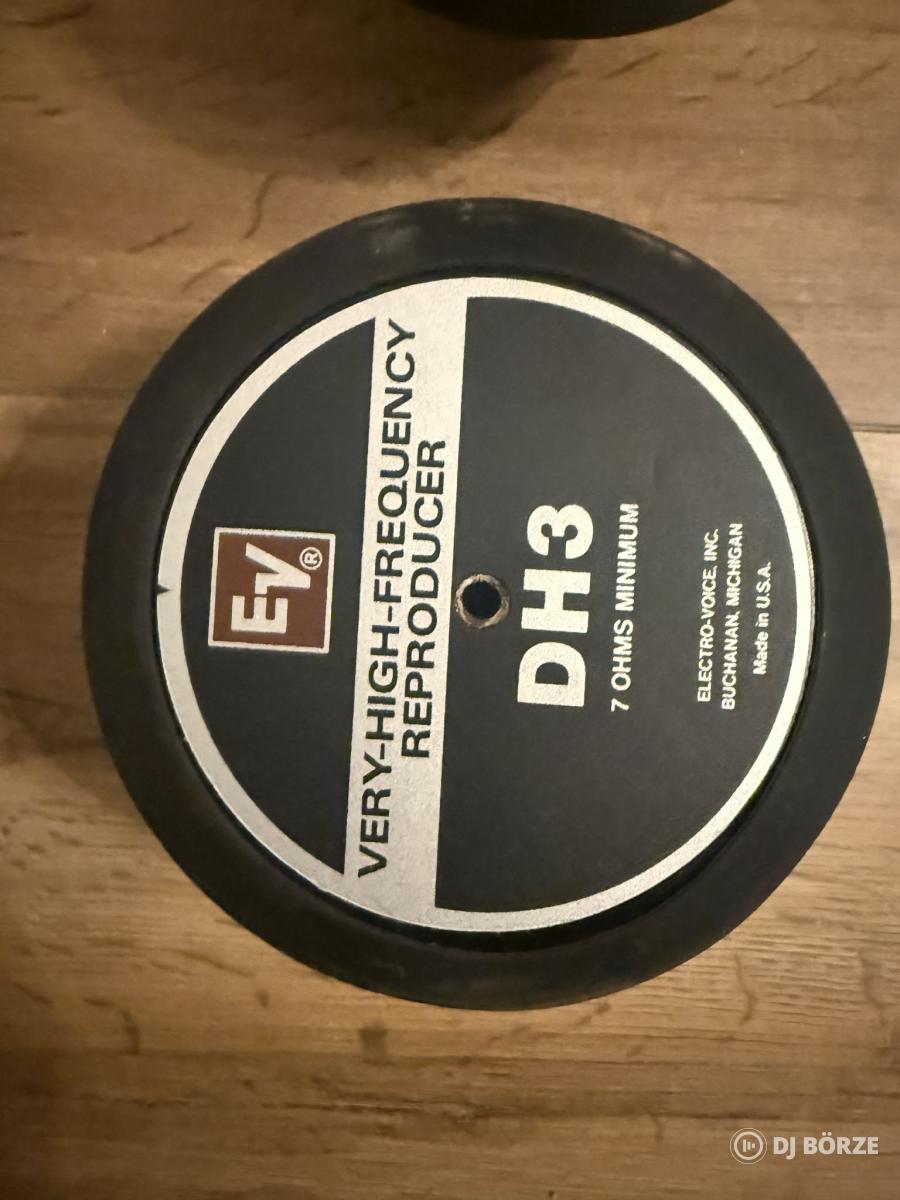 EV®
VERY-HIGH-FREQUENCY
REPRODUCER
DH3
7 OHMS MINIMUM
ELECTRO-VOICE, INC.
BUCHANAN, MICHIGAN
Made in U.S.A.
DJ BÖRZE